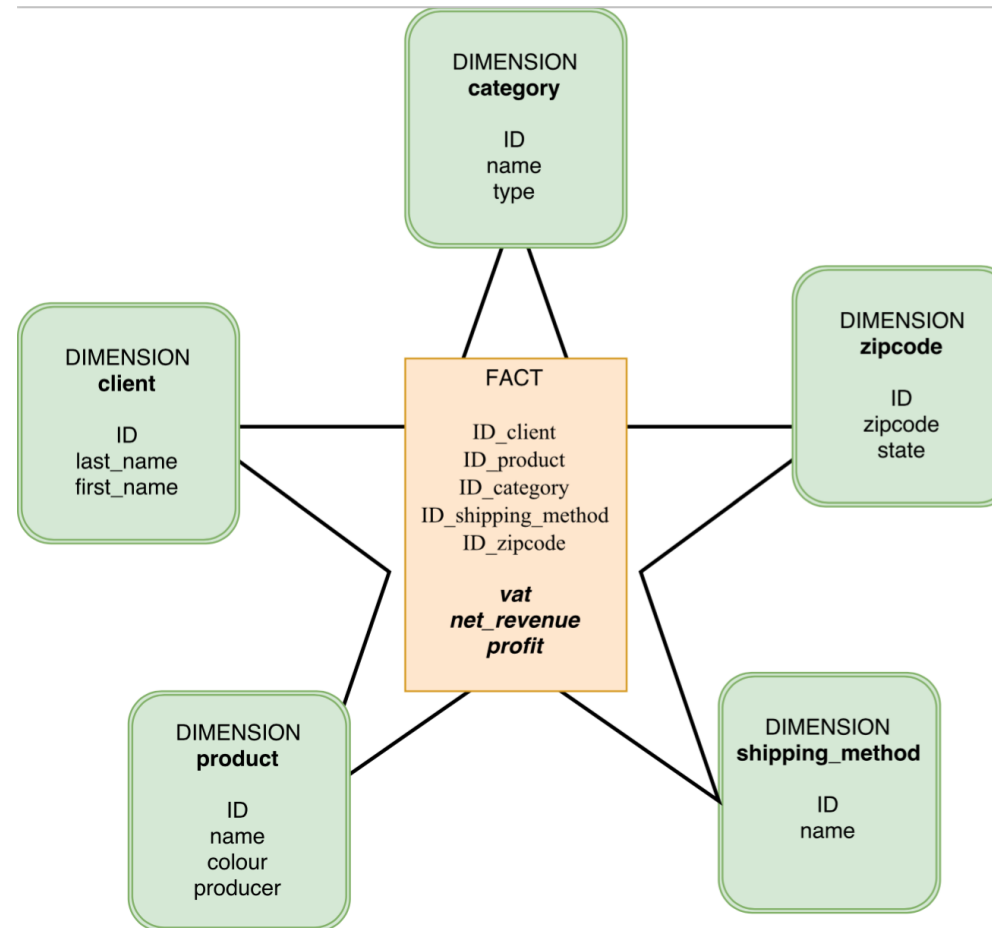 DIMENSION
category
ID
name
type
DIMENSION
client
ID
last_name
first_name
FACT
ID_client
ID_product
ID_category
ID_shipping_method
ID_zipcode
vat
net_revenue
profit
DIMENSION
zipcode
ID
zipcode
state
DIMENSION
product
ID
name
colour
producer
DIMENSION
shipping_method
ID
name